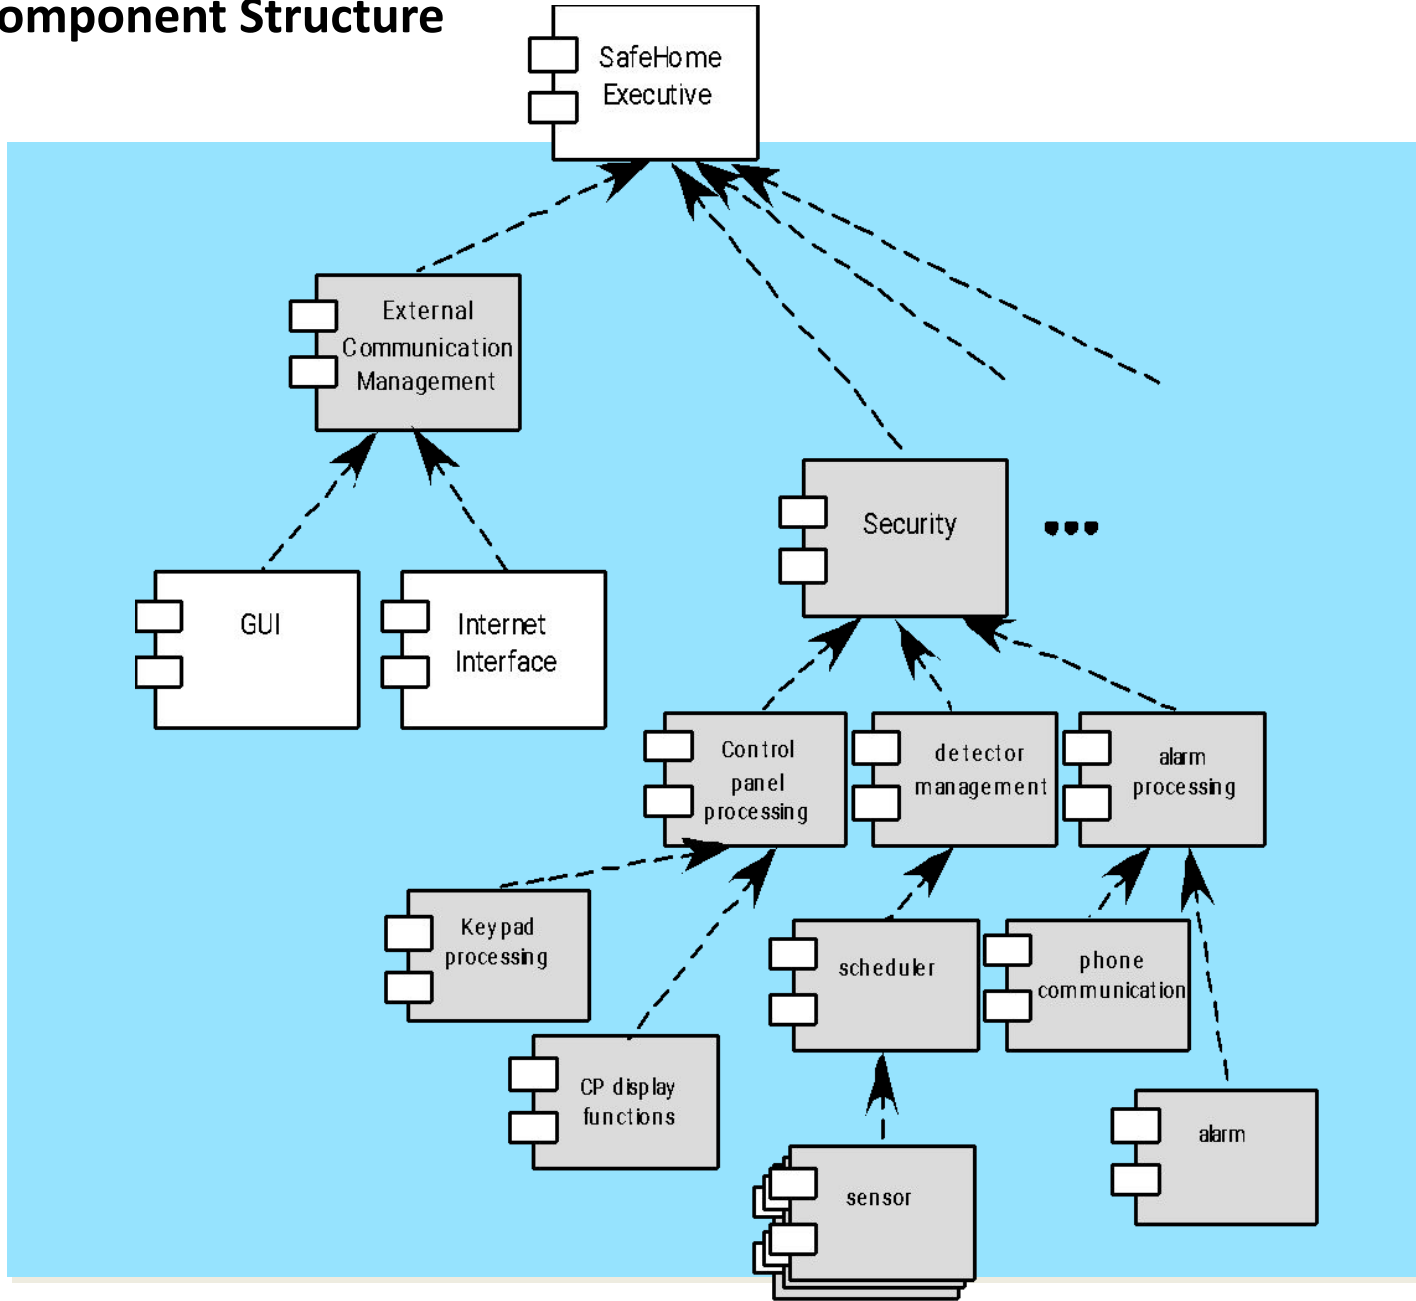 omponent Structure
SafeHome
Executive
External
Communication
Management
Security
GUI
Internet
Interface
Control
panel
processing
detector
management
alarm
processing
Keypad
processing
scheduler
phone
communication
CP display
functions
alarm
sensor